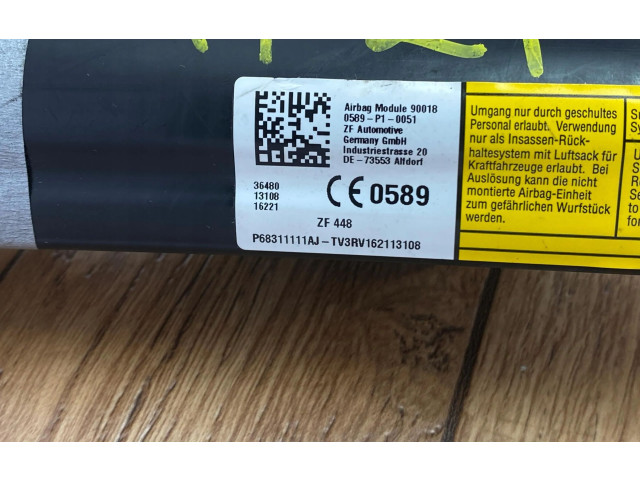 Airbag Module 90018
0589-P1-0051
ZF Automotive
Germany GmbH
Industriestrasse 20
DE-73553 Alfdorf
36480
13108
16221
CE 0589
ZF 448
P68311111AJ-TV3RV162113108
Umgang nur durch geschultes
Personal erlaubt. Verwendung
nur als Insassen-Rück-
haltesystem mit Luftsack für
Kraftfahrzeuge erlaubt. Bei
Auslösung kann die nicht
montierte Airbag-Einheit
zum gefährlichen Wurfstück
werden.